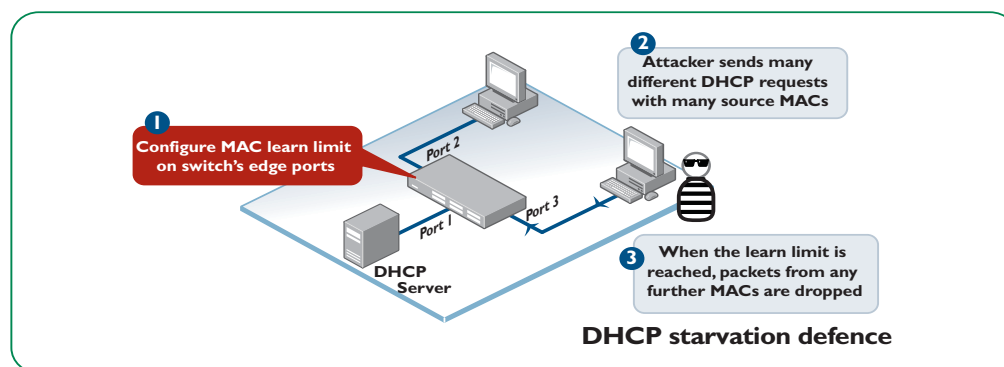 1
Configure MAC learn limit
on switch's edge ports
2
Attacker sends many
different DHCP requests
with many source MACs
Port 2
Port 3
Port 1
DHCP
Server
3
When the learn limit is
reached, packets from any
further MACs are dropped
DHCP starvation defence